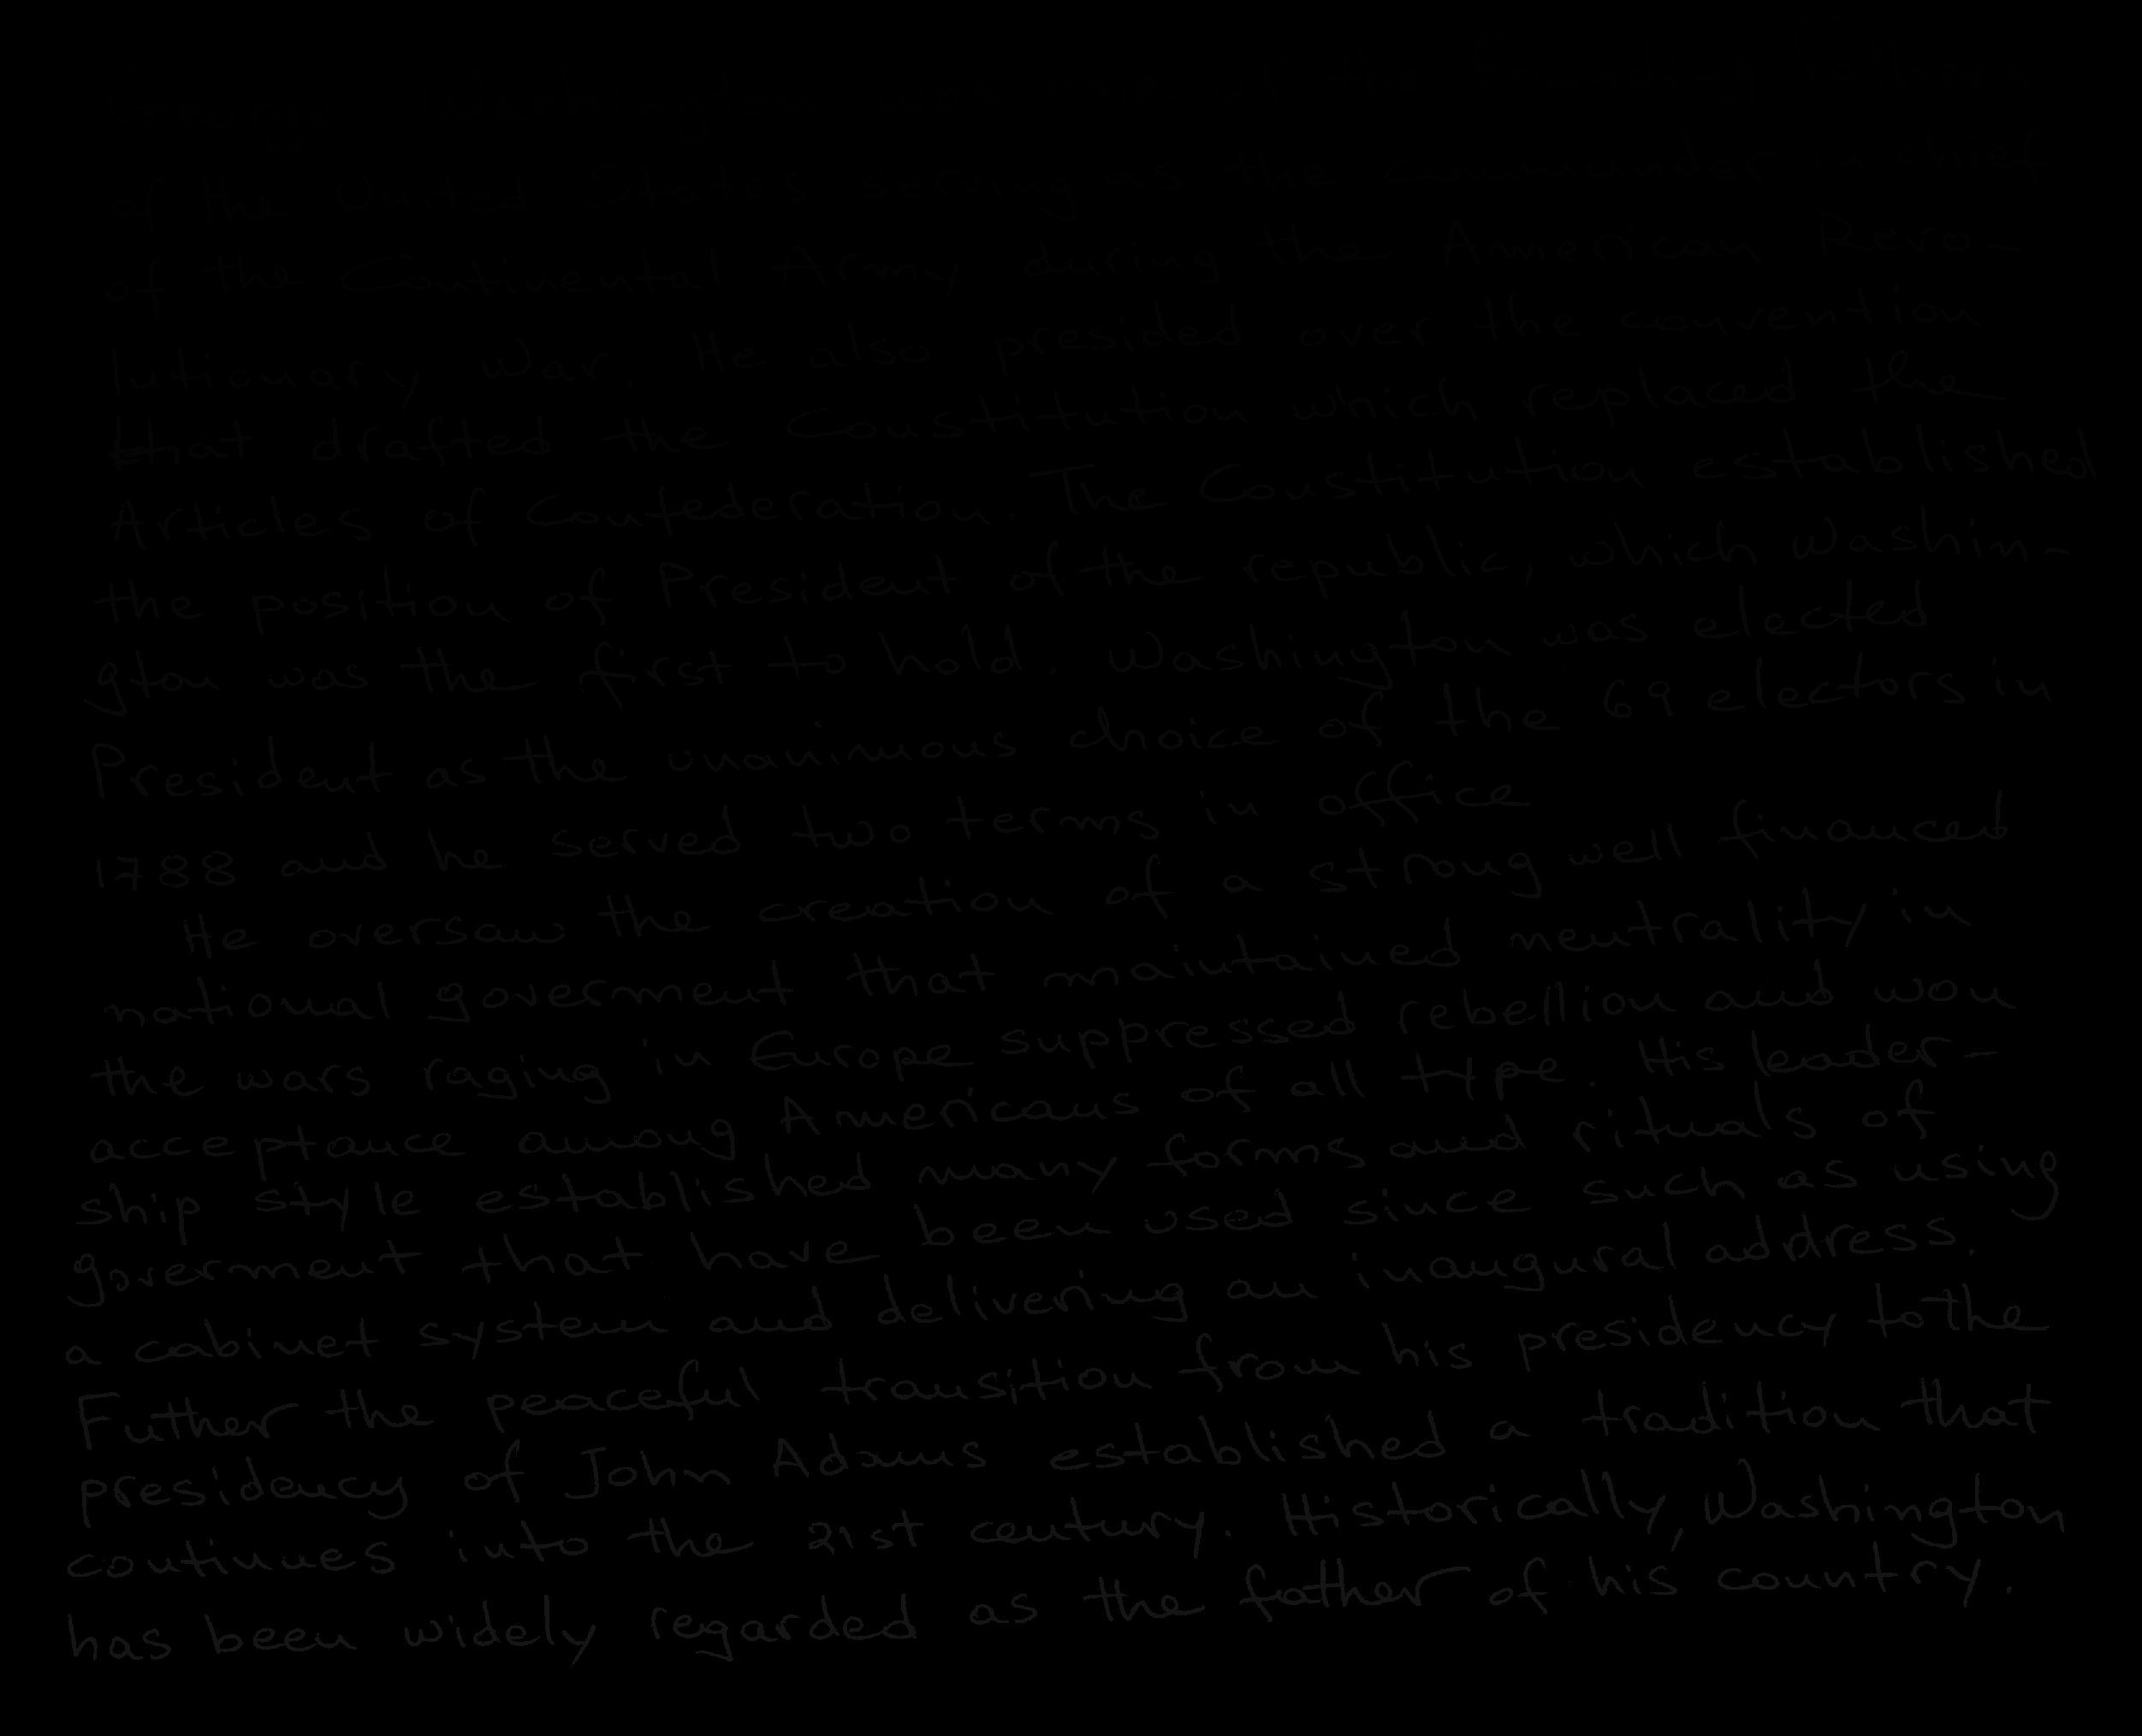 of the United States serving as the commander in chief
of the Continental Army during the American Revo-
lutionary War. He also presided over the convention
that drafted the Constitution which replaced the
Articles of Confederation. The Constitution established
the position of President of the republic, which Washin-
gton was the first to hold. Washington was elected
President as the unanimous choice of the 69 electors in
1788 and he served two terms in office
He oversaw the creation of a strong well financed
national goverment that maintained neutrality in
the wars raging in Europe suppressed rebellion and won
acceptance among Americans of all type. His leader-
ship style established many forms and rituals of
goverment that have been used since such as using
a cabinet system and delivering an inaugural address.
Futher the peaceful transition from his presidency to the
presidency of John Adams established a tradition that
continues into the 21st century. Historically, Washington
has been widely regarded as the father of his country.